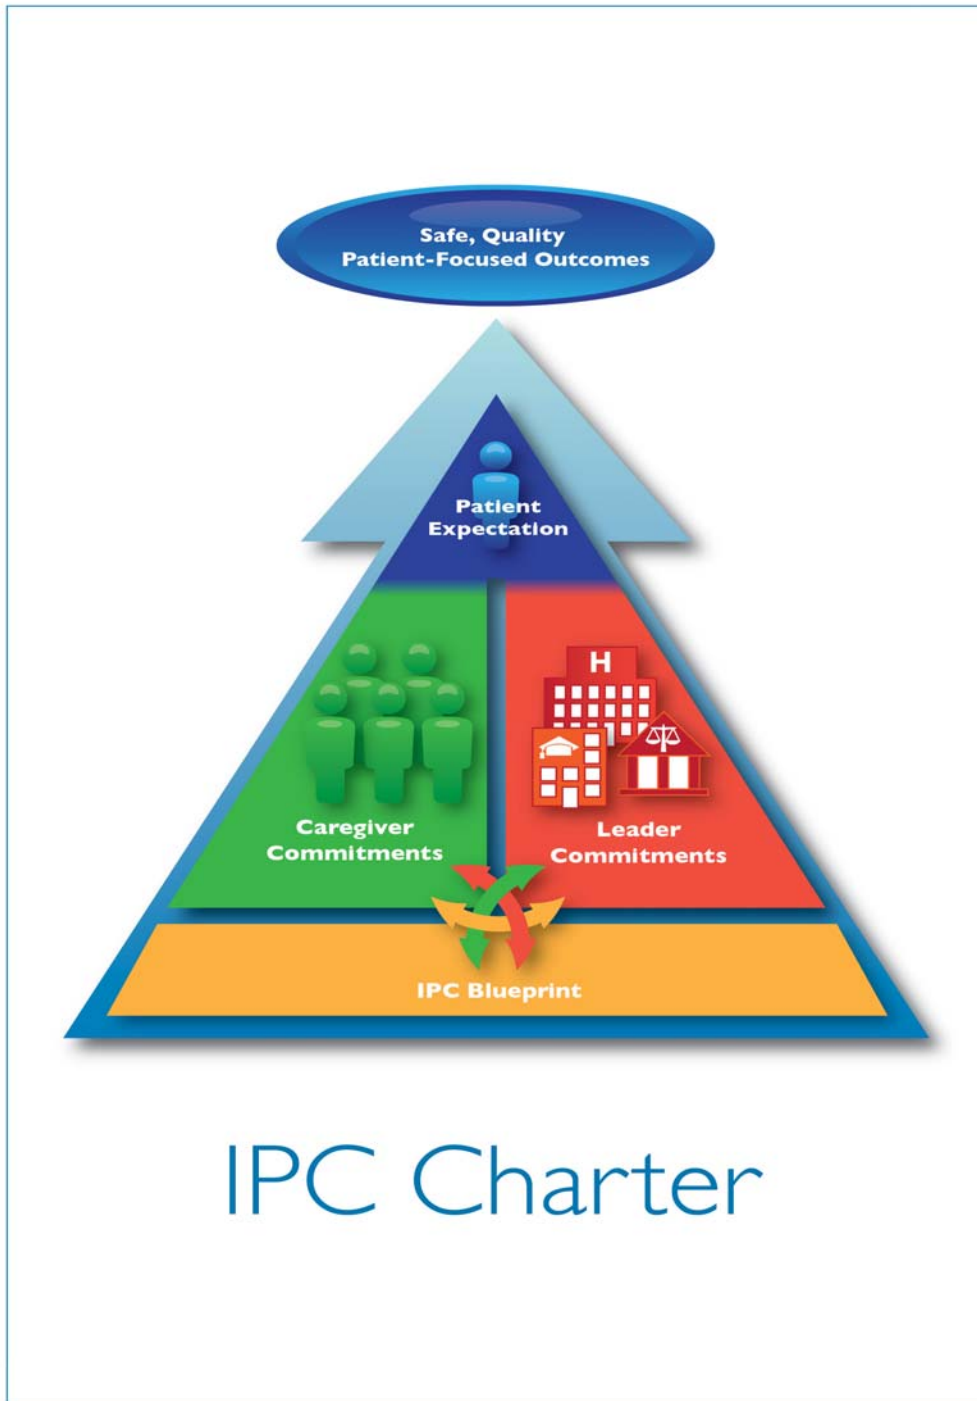 Safe, Quality
Patient-Focused Outcomes
Patient
Expectation
H
Caregiver
Commitments
Leader
Commitments
IPC Blueprint
IPC Charter